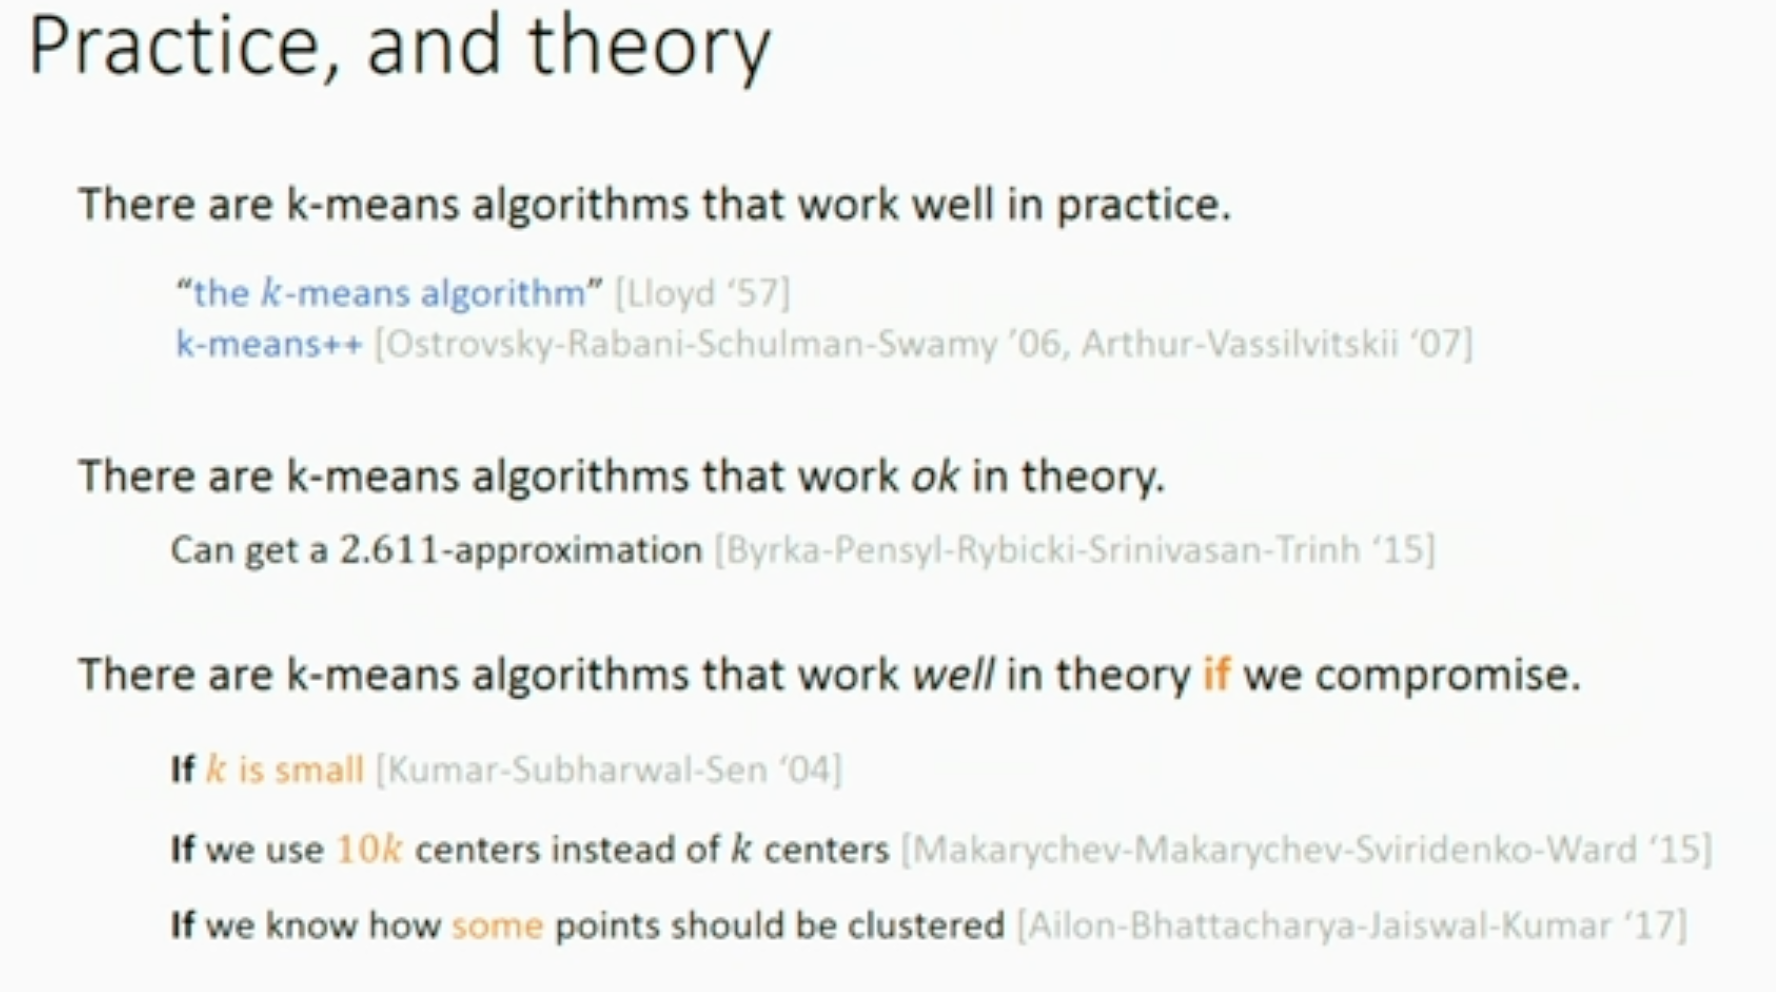 Practice, and theory
There are k-means algorithms that work well in practice.
“the k-means algorithm” [Lloyd ‘57]
k-means++ [Ostrovsky-Rabani-Schulman-Swamy ’06, Arthur-Vassilvitskii ‘07]
There are k-means algorithms that work ok in theory.
Can get a 2.611-approximation [Byrka-Pensyl-Rybicki-Srinivasan-Trinh ‘15]
There are k-means algorithms that work well in theory if we compromise.
If k is small [Kumar-Subharwal-Sen ‘04]
If we use 10k centers instead of k centers [Makarychev-Makarychev-Sviridenko-Ward ‘15]
If we know how some points should be clustered [Ailon-Bhattacharya-Jaiswal-Kumar ‘17]